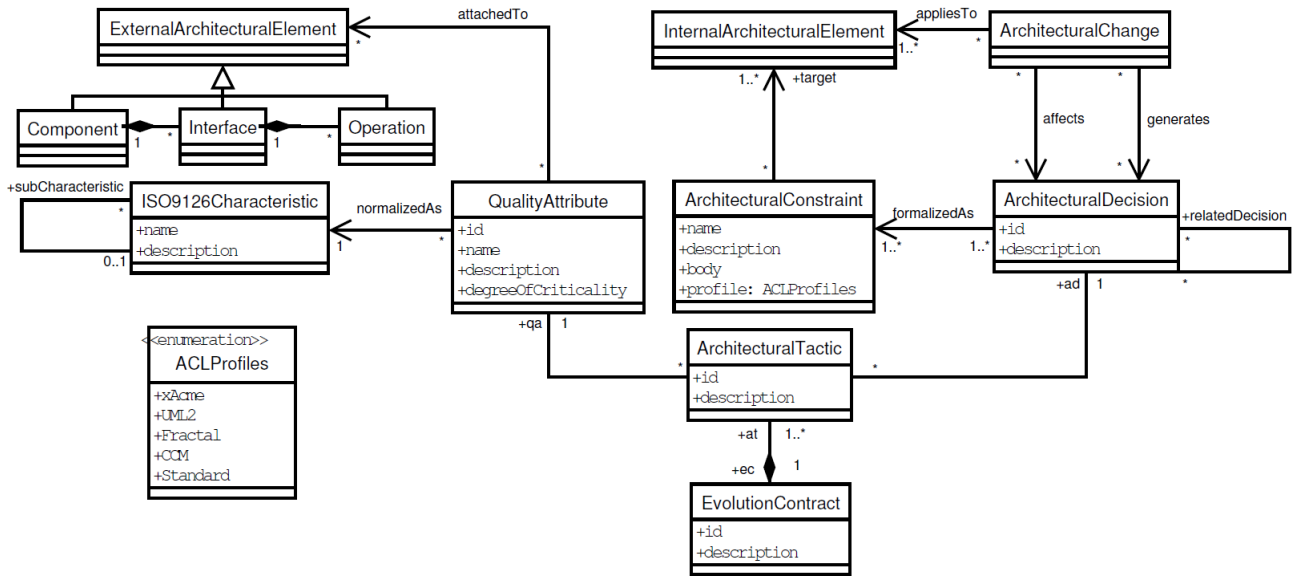 ExternalArchitecturalElement
attachedTo
*
InternalArchitecturalElement
appliesTo
1..*
*
ArchitecturalChange
1..*
+target
*
*
affects
generates
Component
1
*
Interface
1
*
Operation
*
*
*
*
+subCharacteristic
*
0..1
ISO9126Characteristic
+name
+description
normalizedAs
1
*
QualityAttribute
+id
+name
+description
+degreeOfCriticality
ArchitecturalConstraint
+name
+description
+body
+profile: ACLProfiles
formalizedAs
1..*
1..*
ArchitecturalDecision
+id
+description
+relatedDecision
*
*
+qa
1
+ad
1
<<enumeration>>
ACLProfiles
+xAcme
+UML2
+Fractal
+CCM
+Standard
*
ArchitecturalTactic
+id
+description
*
+at
1..*
+ec
1
EvolutionContract
+id
+description